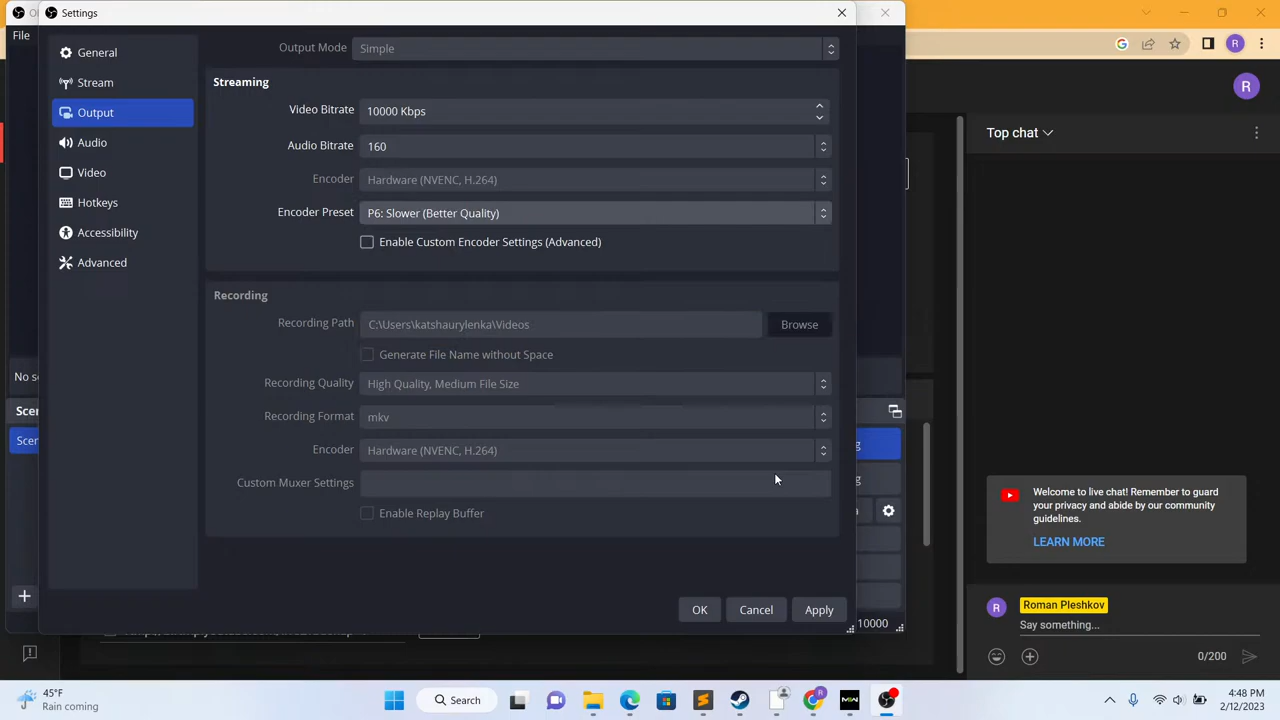 Settings
File
General
Stream
Output
Audio
Video
Hotkeys
Accessibility
Advanced
Output Mode Simple
Streaming
Video Bitrate 10000 Kbps
Audio Bitrate 160
Encoder Hardware (NVENC, H.264)
Encoder Preset P6: Slower (Better Quality)
Enable Custom Encoder Settings (Advanced)
Recording
Recording Path C:\Users\katshaurylenka\Videos Browse
Generate File Name without Space
Recording Quality High Quality, Medium File Size
Recording Format mkv
Encoder Hardware (NVENC, H.264)
Custom Muxer Settings
Enable Replay Buffer
OK Cancel Apply
No s
Scen
Scen
10000
R
R
Top chat
Welcome to live chat! Remember to guard
your privacy and abide by our community
guidelines.
LEARN MORE
R Roman Pleshkov
Say something...
0/200
45°F
Rain coming
Search
4:48 PM
2/12/2023